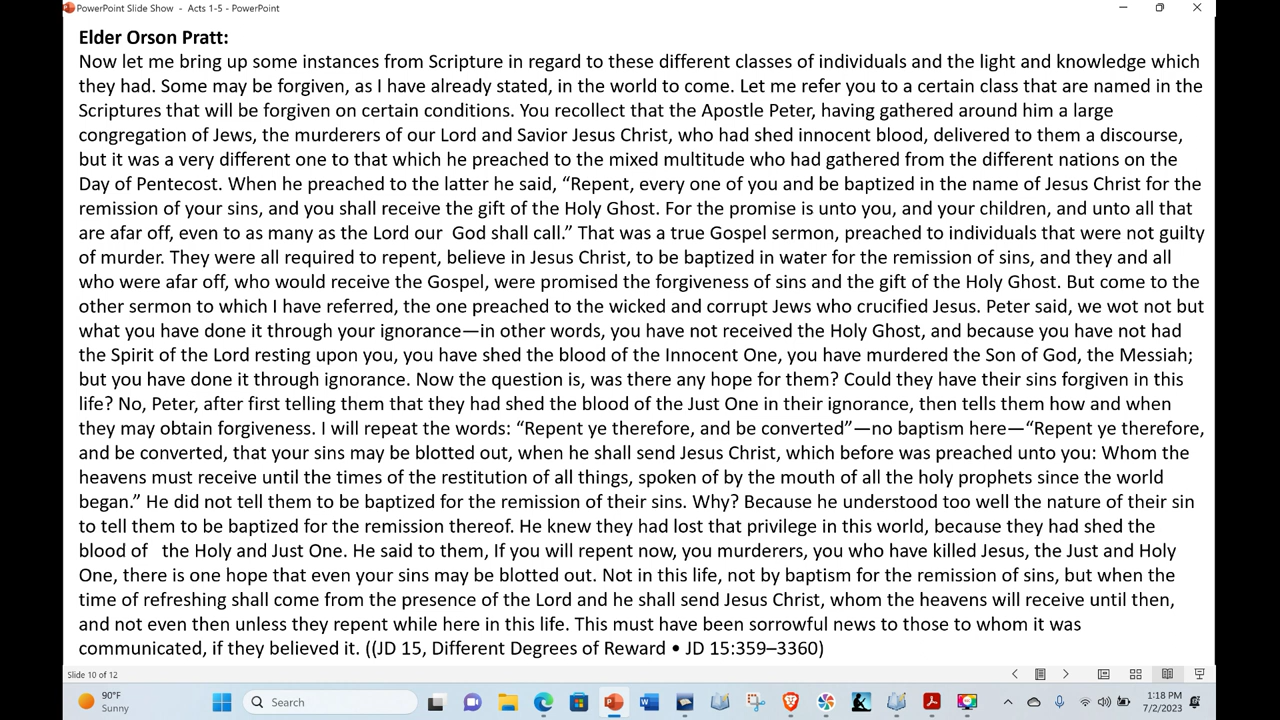 PowerPoint Slide Show - Acts 1-5 - PowerPoint
Elder Orson Pratt:
Now let me bring up some instances from Scripture in regard to these different classes of individuals and the light and knowledge which
they had. Some may be forgiven, as I have already stated, in the world to come. Let me refer you to a certain class that are named in the
Scriptures that will be forgiven on certain conditions. You recollect that the Apostle Peter, having gathered around him a large
congregation of Jews, the murderers of our Lord and Savior Jesus Christ, who had shed innocent blood, delivered to them a discourse,
but it was a very different one to that which he preached to the mixed multitude who had gathered from the different nations on the
Day of Pentecost. When he preached to the latter he said, “Repent, every one of you and be baptized in the name of Jesus Christ for the
remission of your sins, and you shall receive the gift of the Holy Ghost. For the promise is unto you, and your children, and unto all that
are afar off, even to as many as the Lord our  God shall call.” That was a true Gospel sermon, preached to individuals that were not guilty
of murder. They were all required to repent, believe in Jesus Christ, to be baptized in water for the remission of sins, and they and all
who were afar off, who would receive the Gospel, were promised the forgiveness of sins and the gift of the Holy Ghost. But come to the
other sermon to which I have referred, the one preached to the wicked and corrupt Jews who crucified Jesus. Peter said, we wot not but
what you have done it through your ignorance—in other words, you have not received the Holy Ghost, and because you have not had
the Spirit of the Lord resting upon you, you have shed the blood of the Innocent One, you have murdered the Son of God, the Messiah;
but you have done it through ignorance. Now the question is, was there any hope for them? Could they have their sins forgiven in this
life? No, Peter, after first telling them that they had shed the blood of the Just One in their ignorance, then tells them how and when
they may obtain forgiveness. I will repeat the words: “Repent ye therefore, and be converted”—no baptism here—“Repent ye therefore,
and be converted, that your sins may be blotted out, when he shall send Jesus Christ, which before was preached unto you: Whom the
heavens must receive until the times of the restitution of all things, spoken of by the mouth of all the holy prophets since the world
began.” He did not tell them to be baptized for the remission of their sins. Why? Because he understood too well the nature of their sin
to tell them to be baptized for the remission thereof. He knew they had lost that privilege in this world, because they had shed the
blood of   the Holy and Just One. He said to them, If you will repent now, you murderers, you who have killed Jesus, the Just and Holy
One, there is one hope that even your sins may be blotted out. Not in this life, not by baptism for the remission of sins, but when the
time of refreshing shall come from the presence of the Lord and he shall send Jesus Christ, whom the heavens will receive until then,
and not even then unless they repent while here in this life. This must have been sorrowful news to those to whom it was
communicated, if they believed it. ((JD 15, Different Degrees of Reward • JD 15:359–3360)
Slide 10 of 12
90°F
Sunny
Search
1:18 PM
7/2/2023